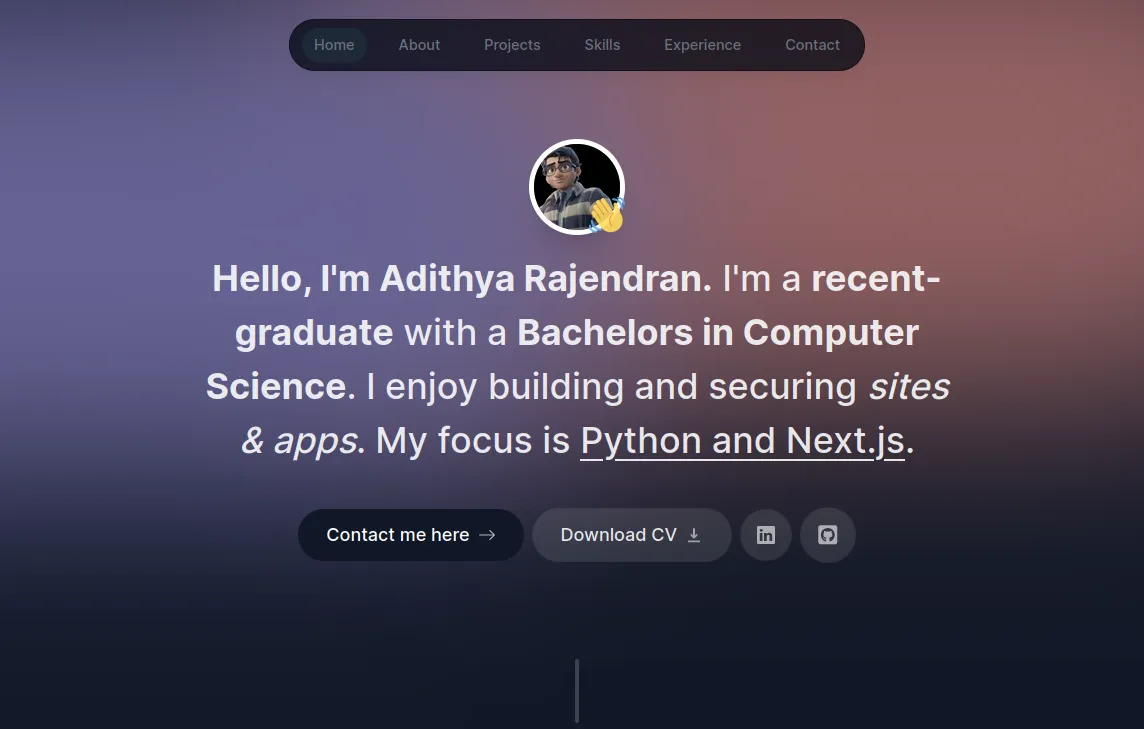 Home About Projects Skills Experience Contact
Hello, I'm Adithya Rajendran. I'm a recent-
graduate with a Bachelors in Computer
Science. I enjoy building and securing sites
& apps. My focus is Python and Next.js.
Contact me here Download CV in